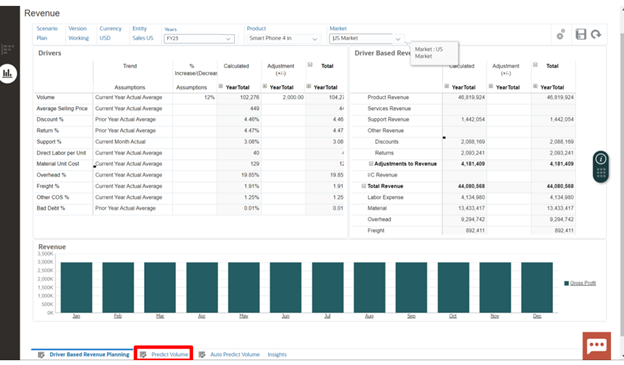 Revenue
Scenario Version Currency Entity Years Product Market
Plan Working USD Sales US FY23 Smart Phone 4 in US Market
Market : US
Market
Drivers
Driver Based Reve
Trend % Increase/(Decrea Calculated Adjustment (+/-) Total
Assumptions Assumptions YearTotal YearTotal YearTotal
Volume Current Year Actual Average 12% 102,276 2,000.00 104,2
Average Selling Price Current Year Actual Average 449
Discount % Prior Year Actual Average 4.46% 4.46
Return % Prior Year Actual Average 4.47% 4.47
Support % Current Month Actual 3.08% 3.08
Direct Labor per Unit Current Year Actual Average 40
Material Unit Cost Current Year Actual Average 129
Overhead % Current Year Actual Average 19.85% 19.85
Freight % Current Year Actual Average 1.91% 1.91
Other COS % Current Year Actual Average 1.25% 1.25
Bad Debt % Prior Year Actual Average 0.01% 0.01
Calculated Adjustment (+/-) Total
YearTotal YearTotal YearTotal
Product Revenue 46,819,924 46,819,924
Services Revenue
Support Revenue 1,442,054 1,442,054
Other Revenue
Discounts 2,088,169 2,088,169
Returns 2,093,241 2,093,241
Adjustments to Revenue 4,181,409 4,181,409
I/C Revenue
Total Revenue 44,080,568 44,080,568
Labor Expense 4,134,980 4,134,980
Material 13,433,417 13,433,417
Overhead 9,294,742 9,294,742
Freight 892,411 892,411
Revenue
3,500K
3,000K
2,500K
2,000K
1,500K
1,000K
500K
0K
Jan Feb Mar Apr May Jun Jul Aug Sep Oct Nov Dec
Gross Profit
Driver Based Revenue Planning Predict Volume Auto Predict Volume Insights